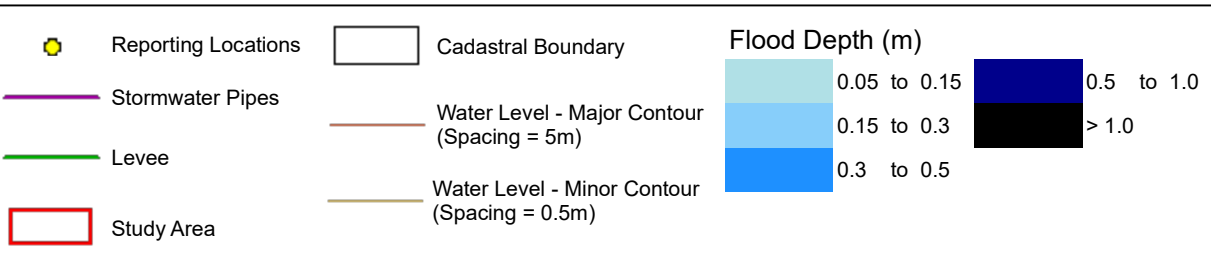 Reporting Locations
Stormwater Pipes
Levee
Study Area
Cadastral Boundary
Water Level - Major Contour
(Spacing = 5m)
Water Level - Minor Contour
(Spacing = 0.5m)
Flood Depth (m)
0.05 to 0.15
0.15 to 0.3
0.3 to 0.5
0.5 to 1.0
> 1.0